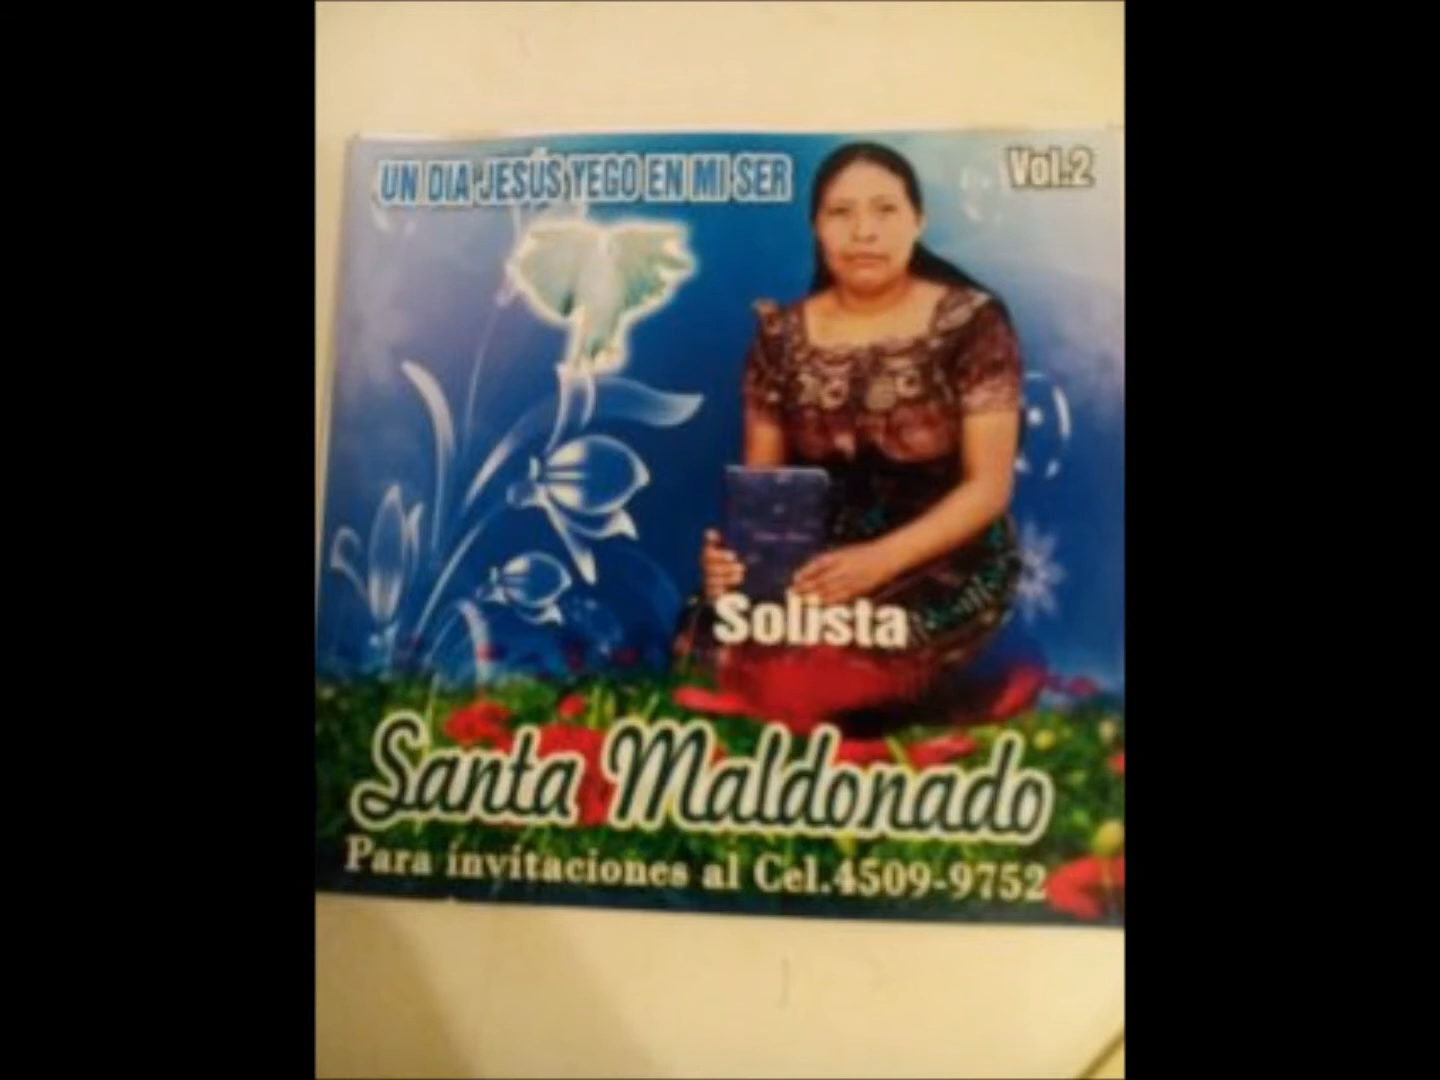 UN DIA JESÚS YEGO EN MI SER
Vol.2
Solista
Santa Maldonado
Para invitaciones al Cel.4509-9752